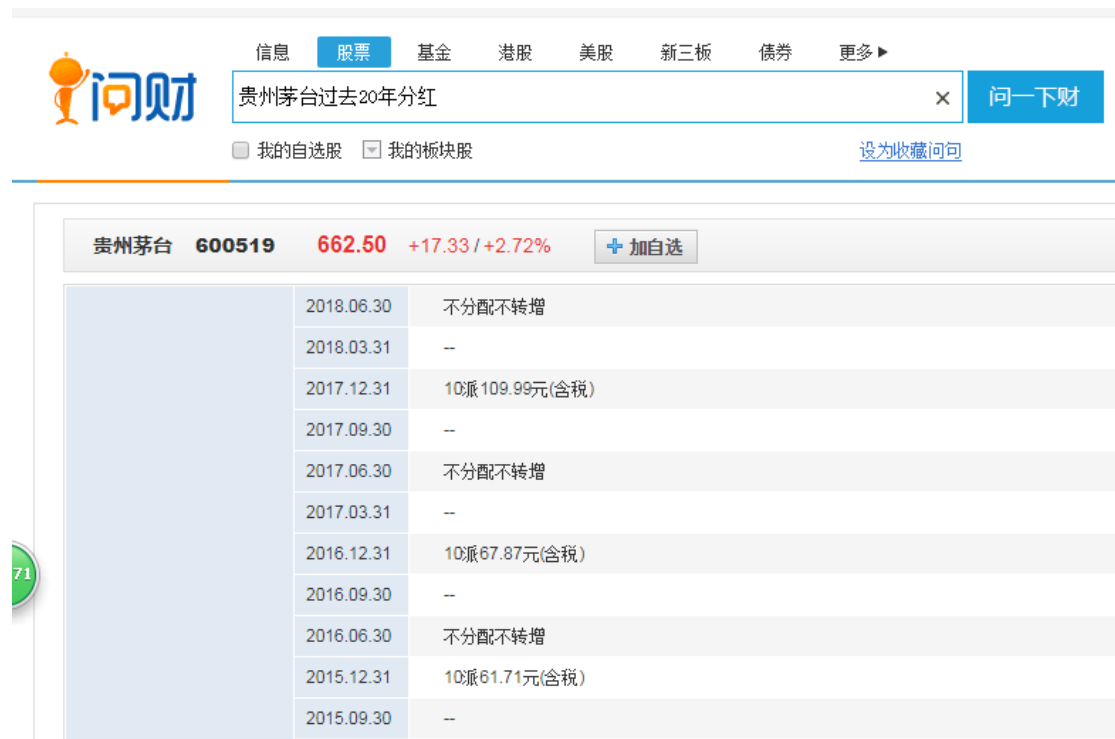 信息 股票 基金 港股 美股 新三板 债券 更多
问财
贵州茅台过去20年分红 × 问一下财
我的自选股 我的板块股 设为收藏问句
贵州茅台 600519 662.50 +17.33/+2.72% 加自选
2018.06.30 不分配不转增
2018.03.31 --
2017.12.31 10派109.99元(含税)
2017.09.30 --
2017.06.30 不分配不转增
2017.03.31 --
2016.12.31 10派67.87元(含税)
71
2016.09.30 --
2016.06.30 不分配不转增
2015.12.31 10派61.71元(含税)
2015.09.30 --